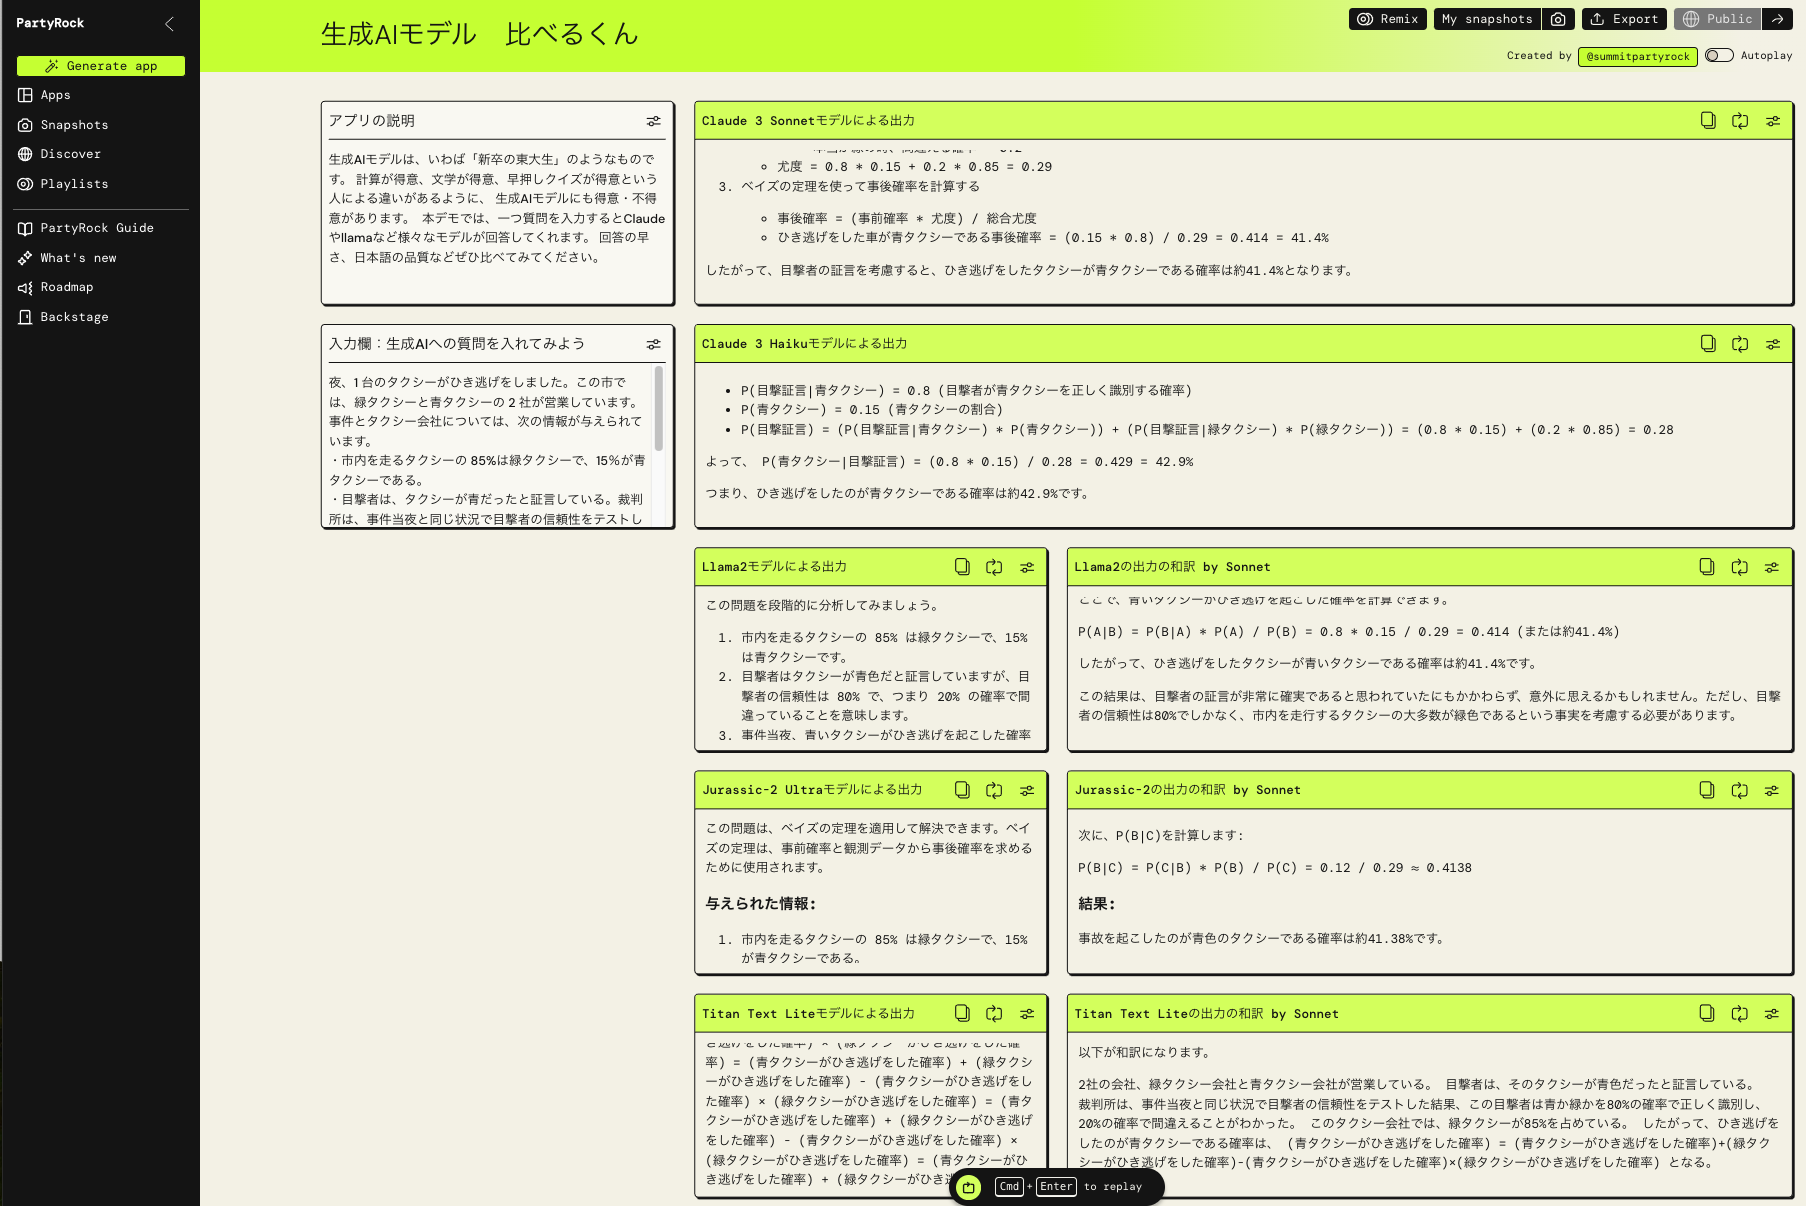 PartyRock
Generate app
Apps
Snapshots
Discover
Playlists
PartyRock Guide
What's new
Roadmap
Backstage
生成AIモデル 比べるくん
Remix
My snapshots
Export
Public
Created by @summitpartyrock
Autoplay
アプリの説明
生成AIモデルは、いわば「新卒の東大生」のようなもので
す。 計算が得意、文学が得意、早押しクイズが得意という
人による違いがあるように、 生成AIモデルにも得意・不得
意があります。 本デモでは、一つ質問を入力するとClaude
やllamaなど様々なモデルが回答してくれます。 回答の早
さ、日本語の品質などぜひ比べてみてください。
入力欄：生成AIへの質問を入れてみよう
夜、1 台のタクシーがひき逃げをしました。この市で
は、緑タクシーと青タクシーの 2 社が営業しています。
事件とタクシー会社については、次の情報が与えられて
います。
・市内を走るタクシーの 85%は緑タクシーで、15％が青
タクシーである。
・目撃者は、タクシーが青だったと証言している。裁判
所は、事件当夜と同じ状況で目撃者の信頼性をテストし
Claude 3 Sonnetモデルによる出力
◦ 尤度 = 0.8 * 0.15 + 0.2 * 0.85 = 0.29
3. ベイズの定理を使って事後確率を計算する
◦ 事後確率 = (事前確率 * 尤度) / 総合尤度
◦ ひき逃げをした車が青タクシーである事後確率 = (0.15 * 0.8) / 0.29 = 0.414 = 41.4%
したがって、目撃者の証言を考慮すると、ひき逃げをしたタクシーが青タクシーである確率は約41.4%となります。
Claude 3 Haikuモデルによる出力
• P(目撃証言|青タクシー) = 0.8 (目撃者が青タクシーを正しく識別する確率)
• P(青タクシー) = 0.15 (青タクシーの割合)
• P(目撃証言) = (P(目撃証言|青タクシー) * P(青タクシー)) + (P(目撃証言|緑タクシー) * P(緑タクシー)) = (0.8 * 0.15) + (0.2 * 0.85) = 0.28
よって、 P(青タクシー|目撃証言) = (0.8 * 0.15) / 0.28 = 0.429 = 42.9%
つまり、ひき逃げをしたのが青タクシーである確率は約42.9%です。
Llama2モデルによる出力
この問題を段階的に分析してみましょう。
1. 市内を走るタクシーの 85% は緑タクシーで、15%
は青タクシーです。
2. 目撃者はタクシーが青色だと証言していますが、目
撃者の信頼性は 80% で、つまり 20% の確率で間
違っていることを意味します。
3. 事件当夜、青いタクシーがひき逃げを起こした確率
Llama2の出力の和訳 by Sonnet
ここで、青いタクシーがひき逃げを起こした確率を計算できます。
P(A|B) = P(B|A) * P(A) / P(B) = 0.8 * 0.15 / 0.29 = 0.414 (または約41.4%)
したがって、ひき逃げをしたタクシーが青いタクシーである確率は約41.4%です。
この結果は、目撃者の証言が非常に確実であると思われていたにもかかわらず、意外に思えるかもしれません。ただし、目撃
者の信頼性は80%でしかなく、市内を走行するタクシーの大多数が緑色であるという事実を考慮する必要があります。
Jurassic-2 Ultraモデルによる出力
この問題は、ベイズの定理を適用して解決できます。ベイ
ズの定理は、事前確率と観測データから事後確率を求める
ために使用されます。
与えられた情報:
1. 市内を走るタクシーの 85% は緑タクシーで、15%
が青タクシーである。
Jurassic-2の出力の和訳 by Sonnet
次に、P(B|C)を計算します:
P(B|C) = P(C|B) * P(B) / P(C) = 0.12 / 0.29 ≈ 0.4138
結果:
事故を起こしたのが青色のタクシーである確率は約41.38%です。
Titan Text Liteモデルによる出力
き逃げをした確率) × (緑タクシーがひき逃げをした確
率) = (青タクシーがひき逃げをした確率) + (緑タクシ
ーがひき逃げをした確率) - (青タクシーがひき逃げをし
た確率) × (緑タクシーがひき逃げをした確率) = (青タ
クシーがひき逃げをした確率) + (緑タクシーがひき逃げ
をした確率) - (青タクシーがひき逃げをした確率) ×
(緑タクシーがひき逃げをした確率) = (青タクシーがひ
き逃げをした確率) + (緑タクシーがひき逃
Titan Text Liteの出力の和訳 by Sonnet
以下が和訳になります。
2社の会社、緑タクシー会社と青タクシー会社が営業している。 目撃者は、そのタクシーが青色だったと証言している。
裁判所は、事件当夜と同じ状況で目撃者の信頼性をテストした結果、この目撃者は青か緑かを80%の確率で正しく識別し、
20%の確率で間違えることがわかった。 このタクシー会社では、緑タクシーが85%を占めている。 したがって、ひき逃げを
したのが青タクシーである確率は、 (青タクシーがひき逃げをした確率) = (青タクシーがひき逃げをした確率)+(緑タク
シーがひき逃げをした確率)-(青タクシーがひき逃げをした確率)×(緑タクシーがひき逃げをした確率) となる。
Cmd + Enter to replay